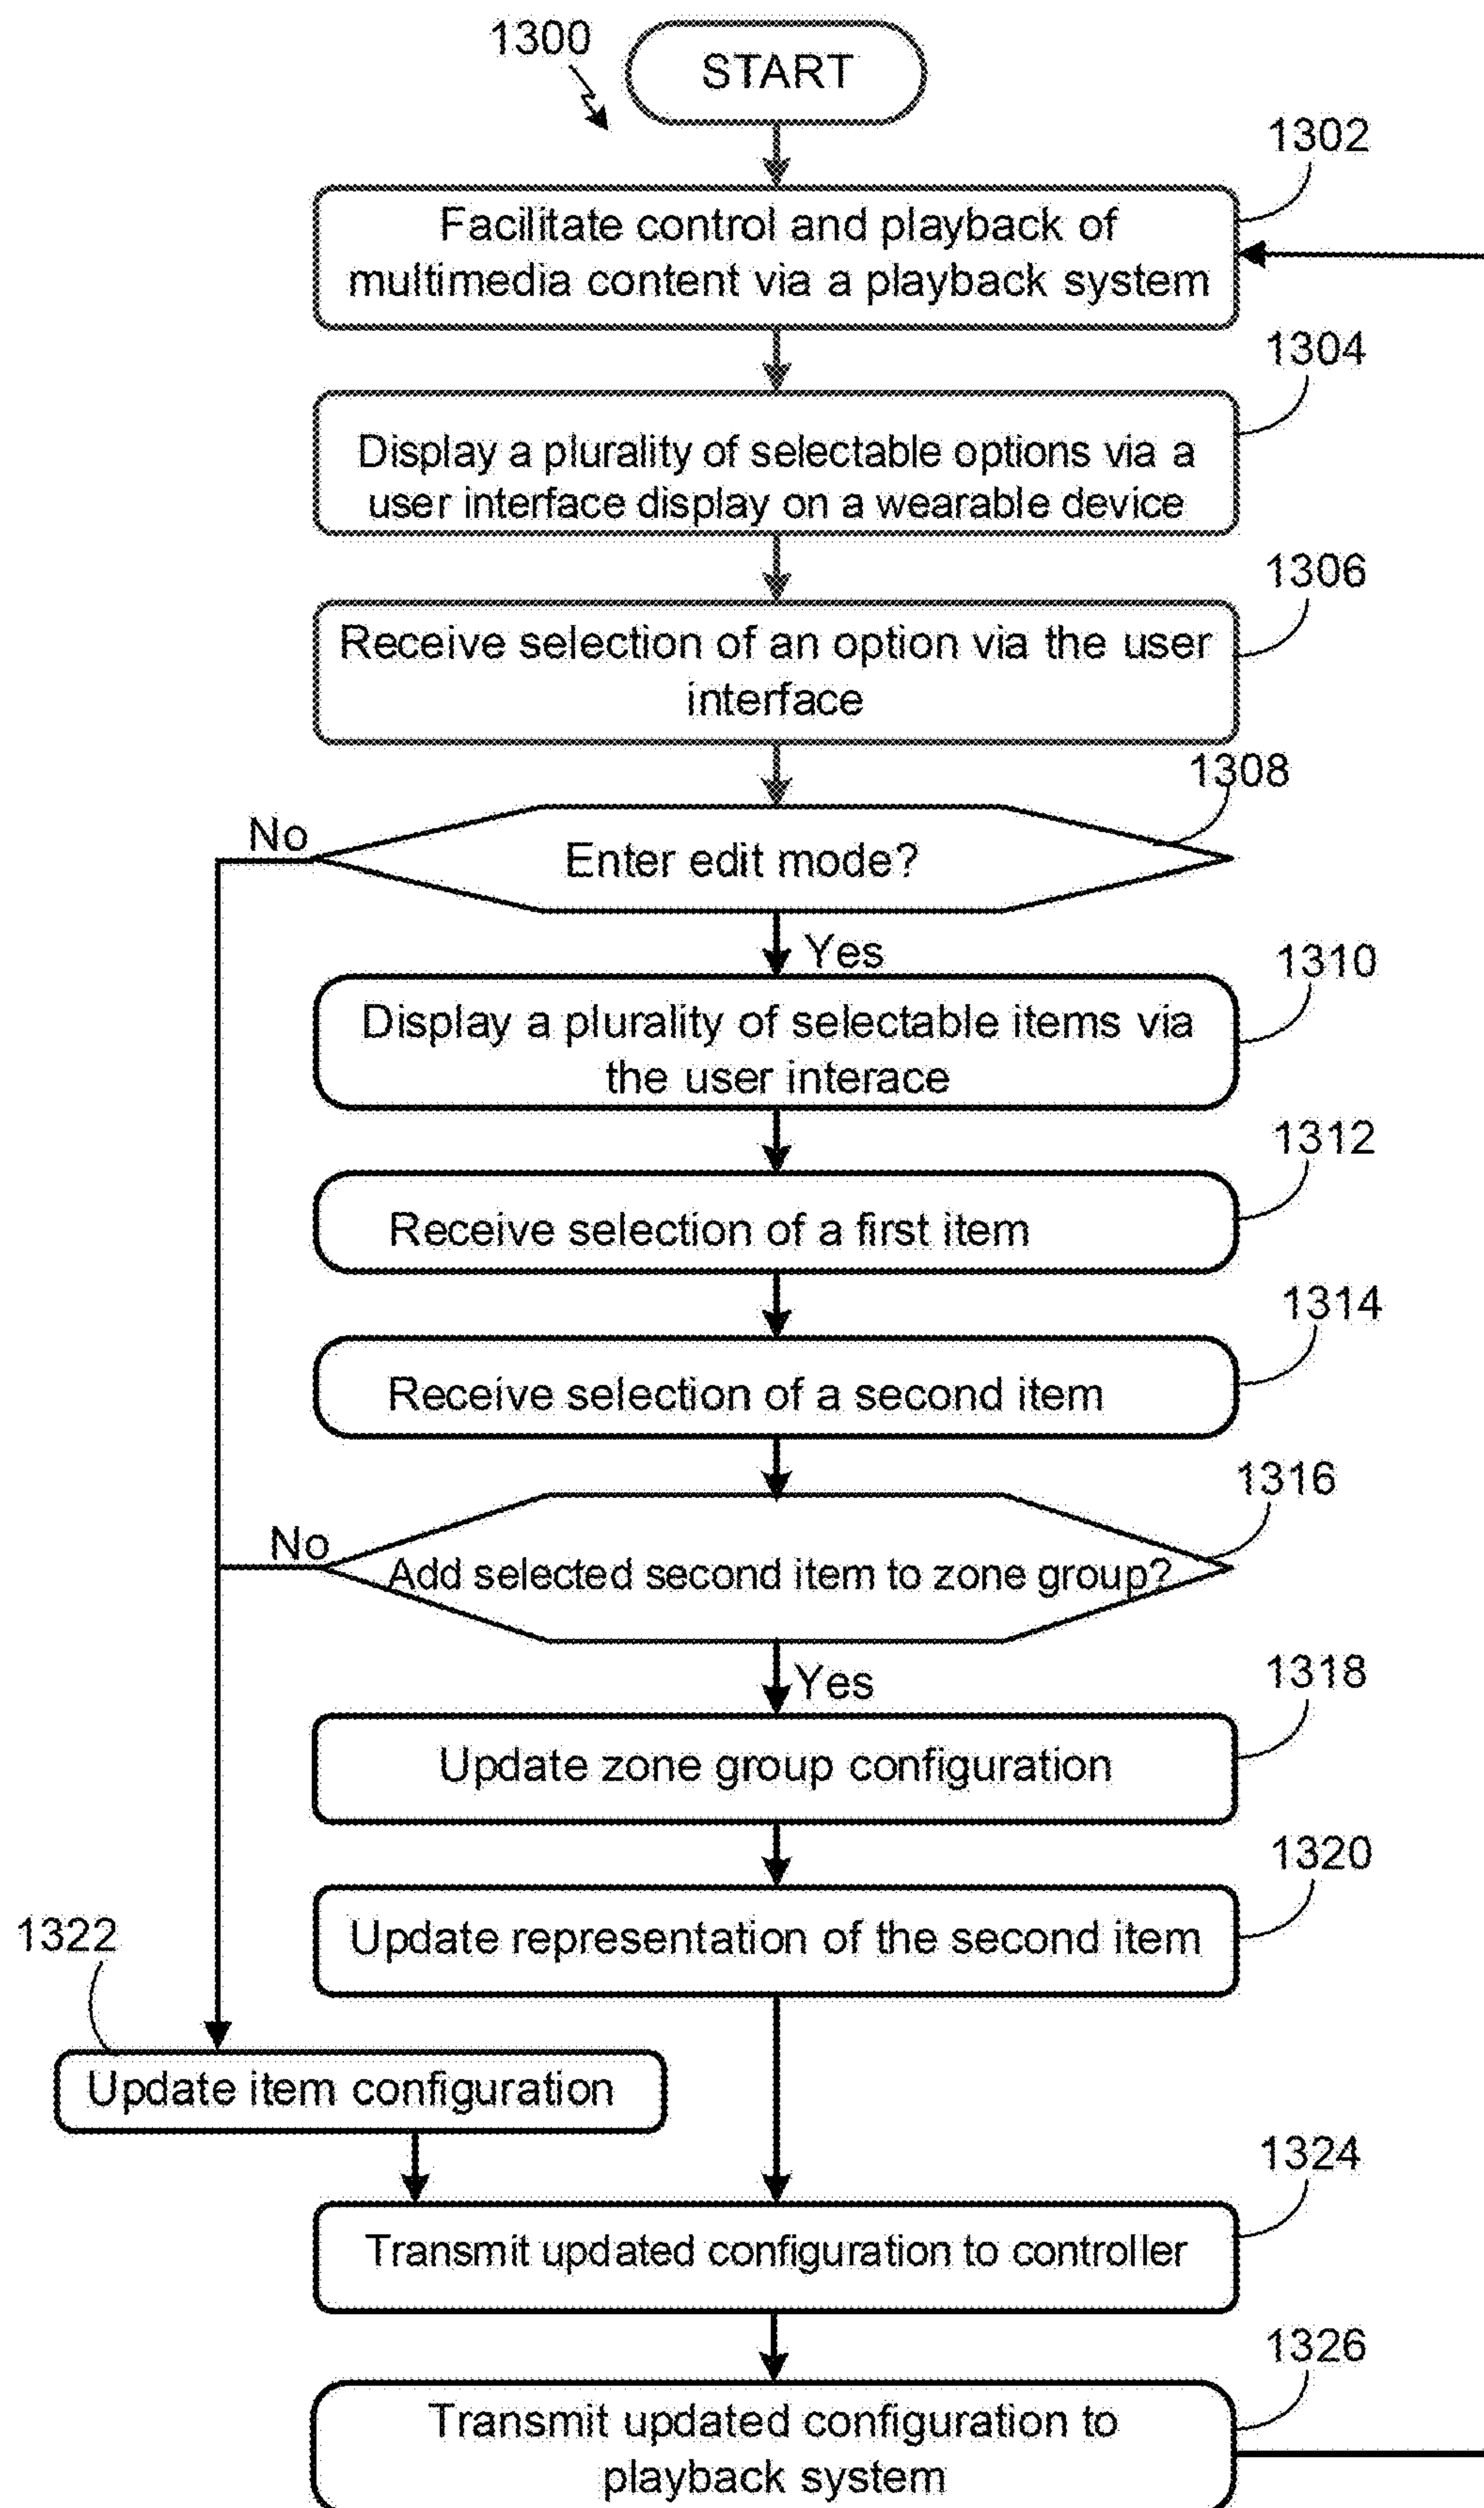 1300
START
1302
Facilitate control and playback of
multimedia content via a playback system
1304
Display a plurality of selectable options via a
user interface display on a wearable device
1306
Receive selection of an option via the user
interface
1308
No
Enter edit mode?
Yes
1310
Display a plurality of selectable items via
the user interace
1312
Receive selection of a first item
1314
Receive selection of a second item
1316
No
Add selected second item to zone group?
Yes
1318
Update zone group configuration
1320
Update representation of the second item
1322
Update item configuration
1324
Transmit updated configuration to controller
1326
Transmit updated configuration to
playback system